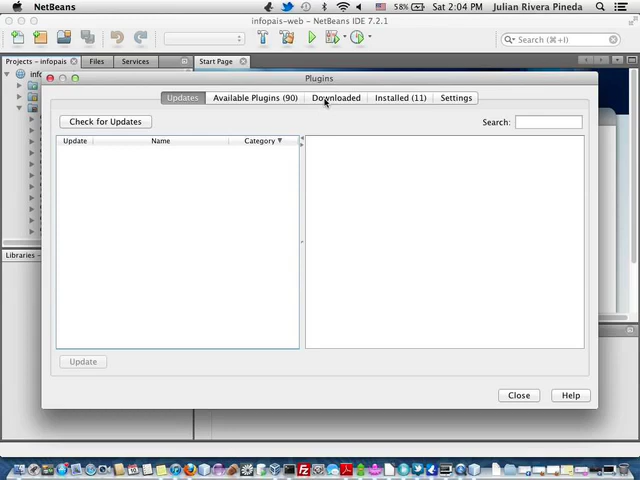 NetBeans
58%
Sat 2:04 PM
Julian Rivera Pineda
infopais-web - NetBeans IDE 7.2.1
Search (⌘+I)
Projects - infopais
Files
Services
Start Page
Plugins
Updates
Available Plugins (90)
Downloaded
Installed (11)
Settings
Check for Updates
Search:
Update
Name
Category
Update
Close
Help
Libraries -